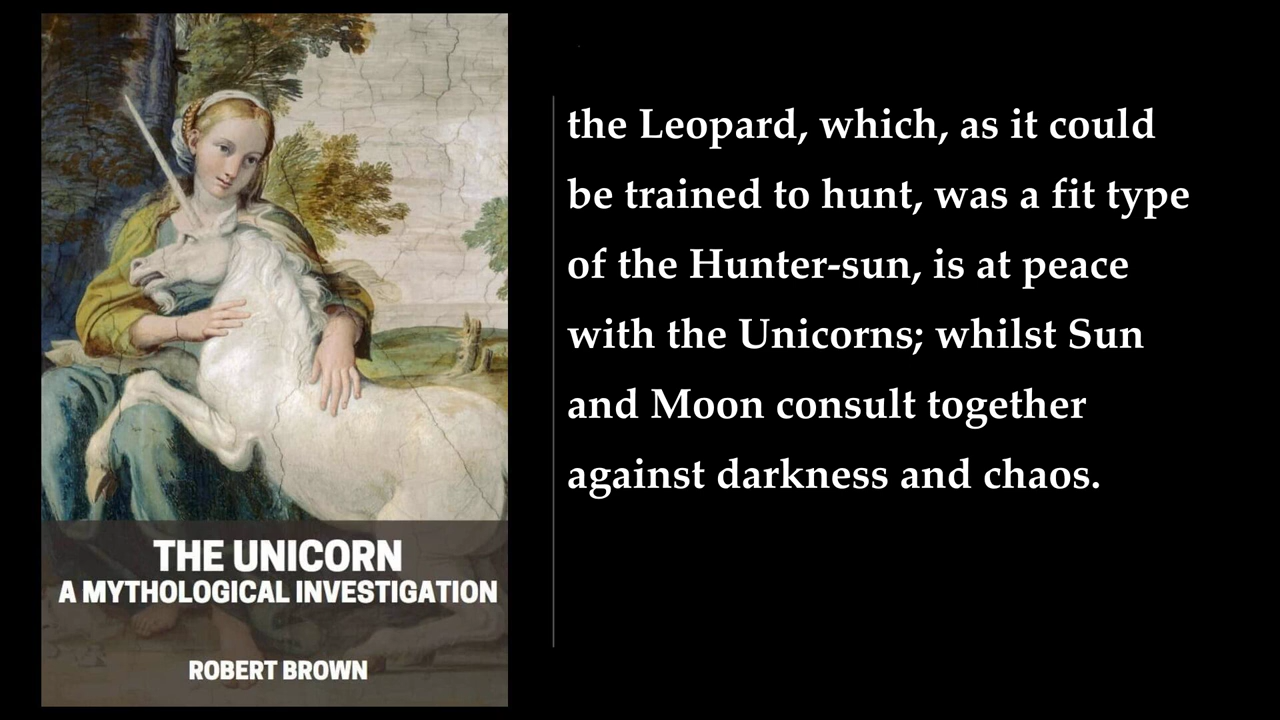 THE UNICORN
A MYTHOLOGICAL INVESTIGATION
ROBERT BROWN
the Leopard, which, as it could
be trained to hunt, was a fit type
of the Hunter-sun, is at peace
with the Unicorns; whilst Sun
and Moon consult together
against darkness and chaos.